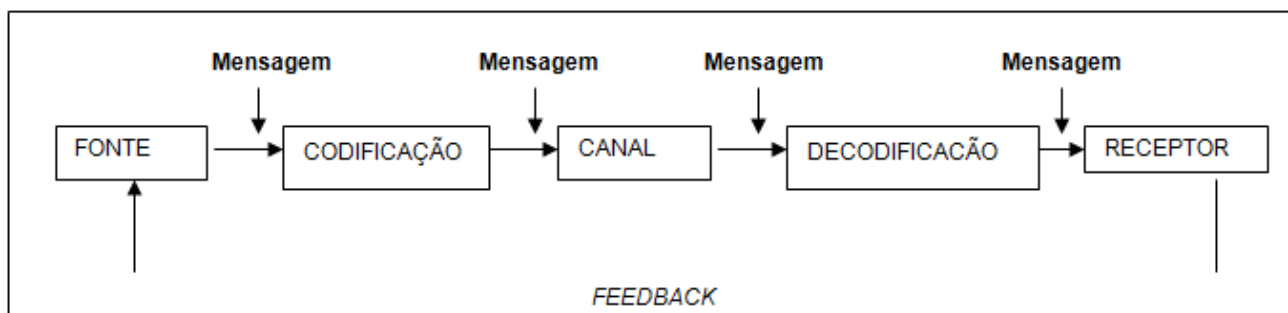 Mensagem Mensagem Mensagem Mensagem
FONTE CODIFICAÇÃO CANAL DECODIFICACÃO RECEPTOR
FEEDBACK